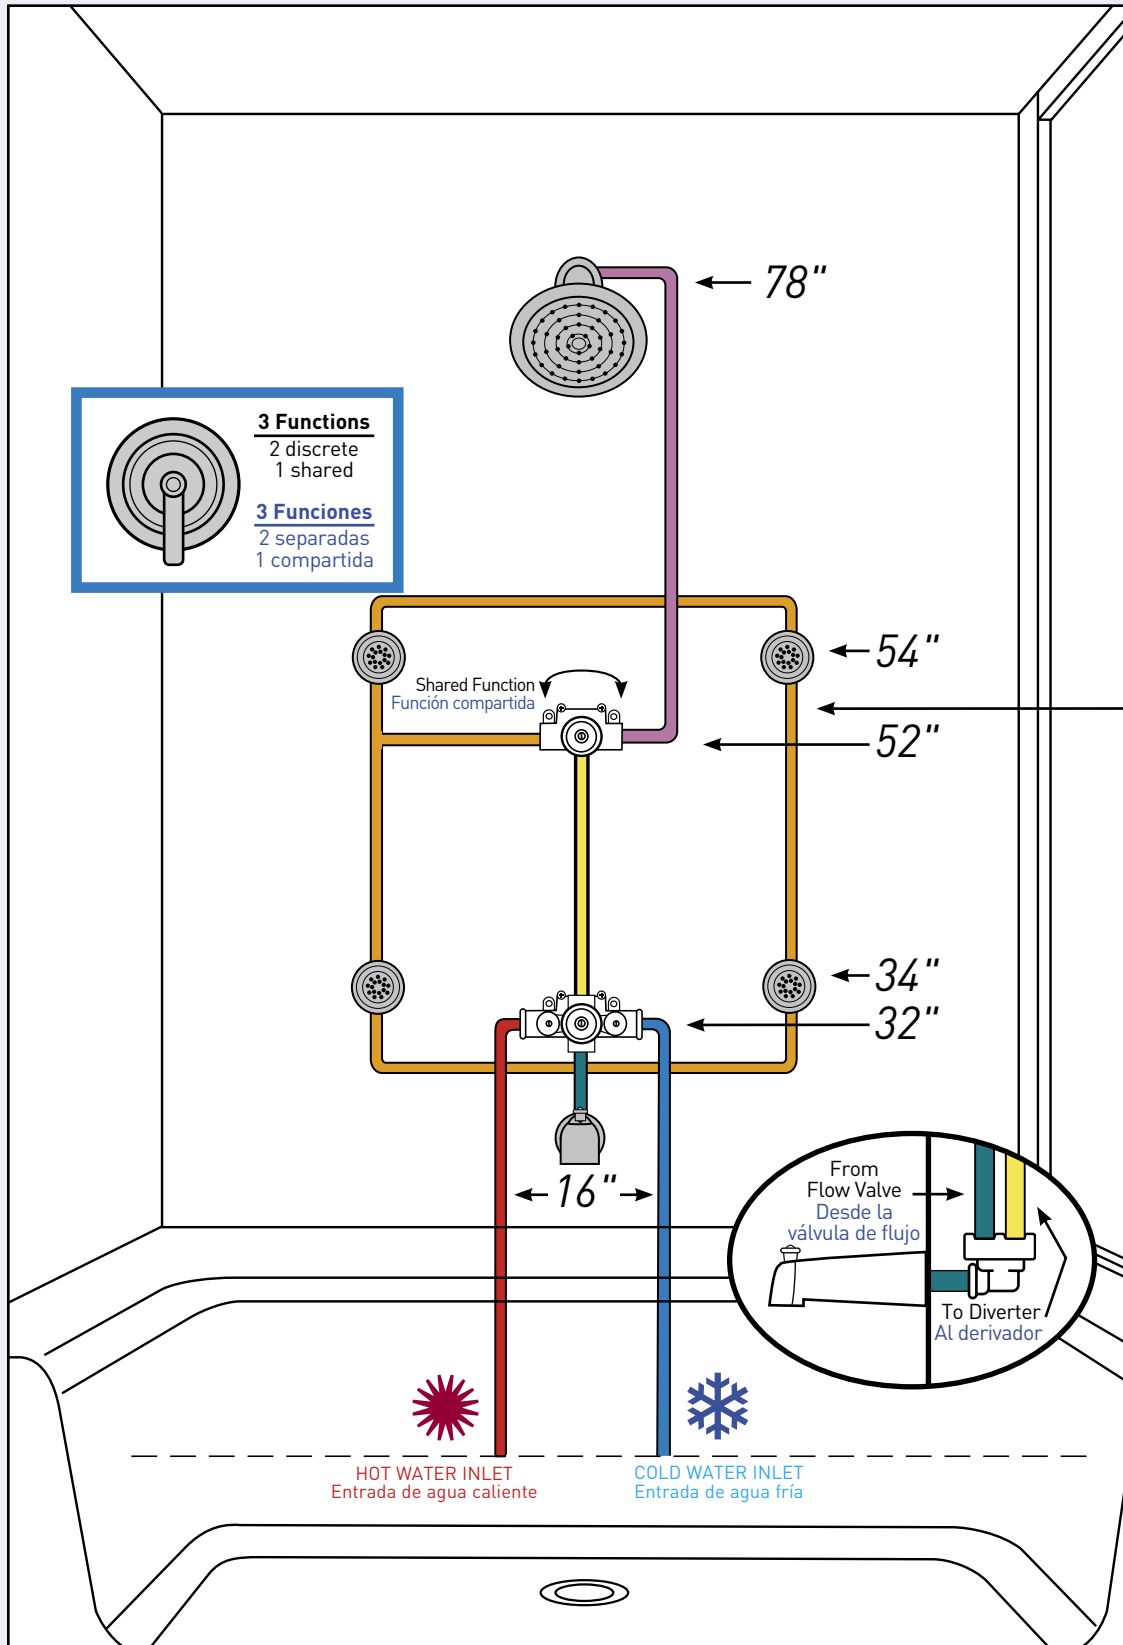 78"
3 Functions
2 discrete
1 shared
3 Funciones
2 separadas
1 compartida
54"
Shared Function
Función compartida
52"
34"
32"
16"
From
Flow Valve
Desde la
válvula de flujo
To Diverter
Al derivador
HOT WATER INLET
Entrada de agua caliente
COLD WATER INLET
Entrada de agua fría